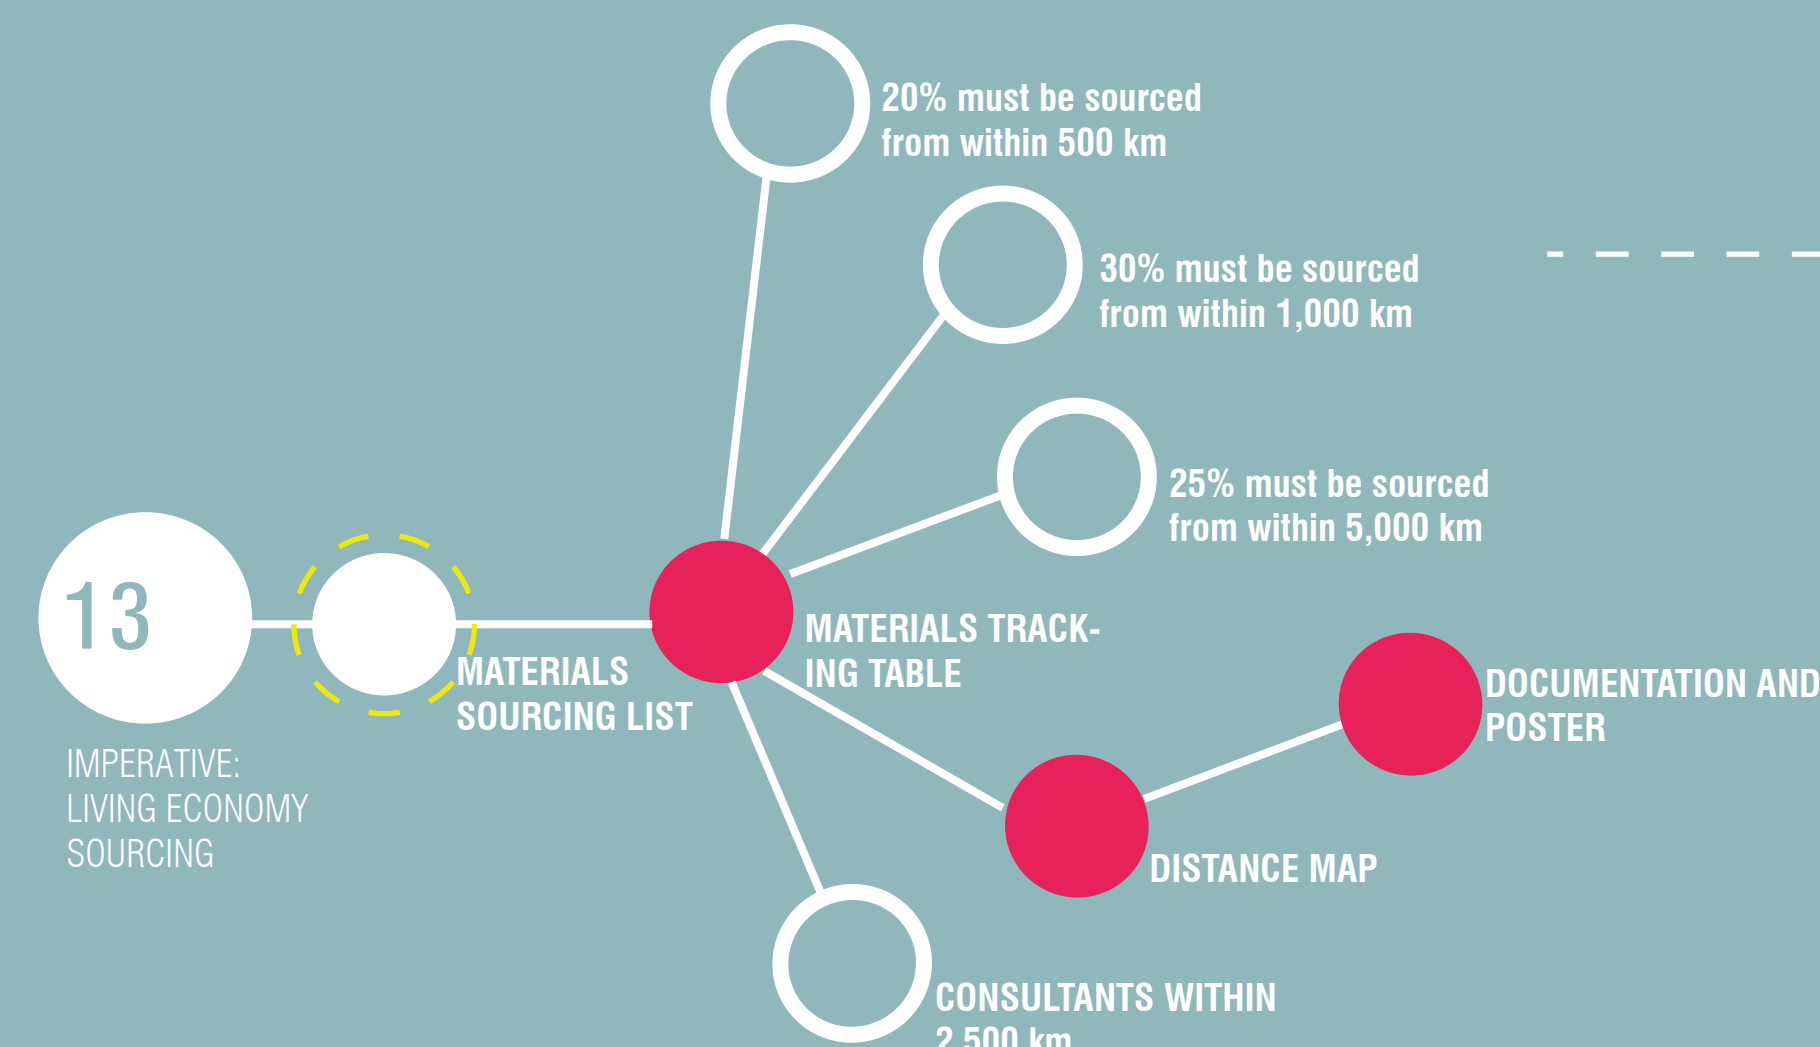 20% must be sourced
from within 500 km
30% must be sourced
from within 1,000 km
25% must be sourced
from within 5,000 km
13
IMPERATIVE:
LIVING ECONOMY
SOURCING
MATERIALS
SOURCING LIST
MATERIALS TRACK-
ING TABLE
DOCUMENTATION AND
POSTER
DISTANCE MAP
CONSULTANTS WITHIN
2,500 km